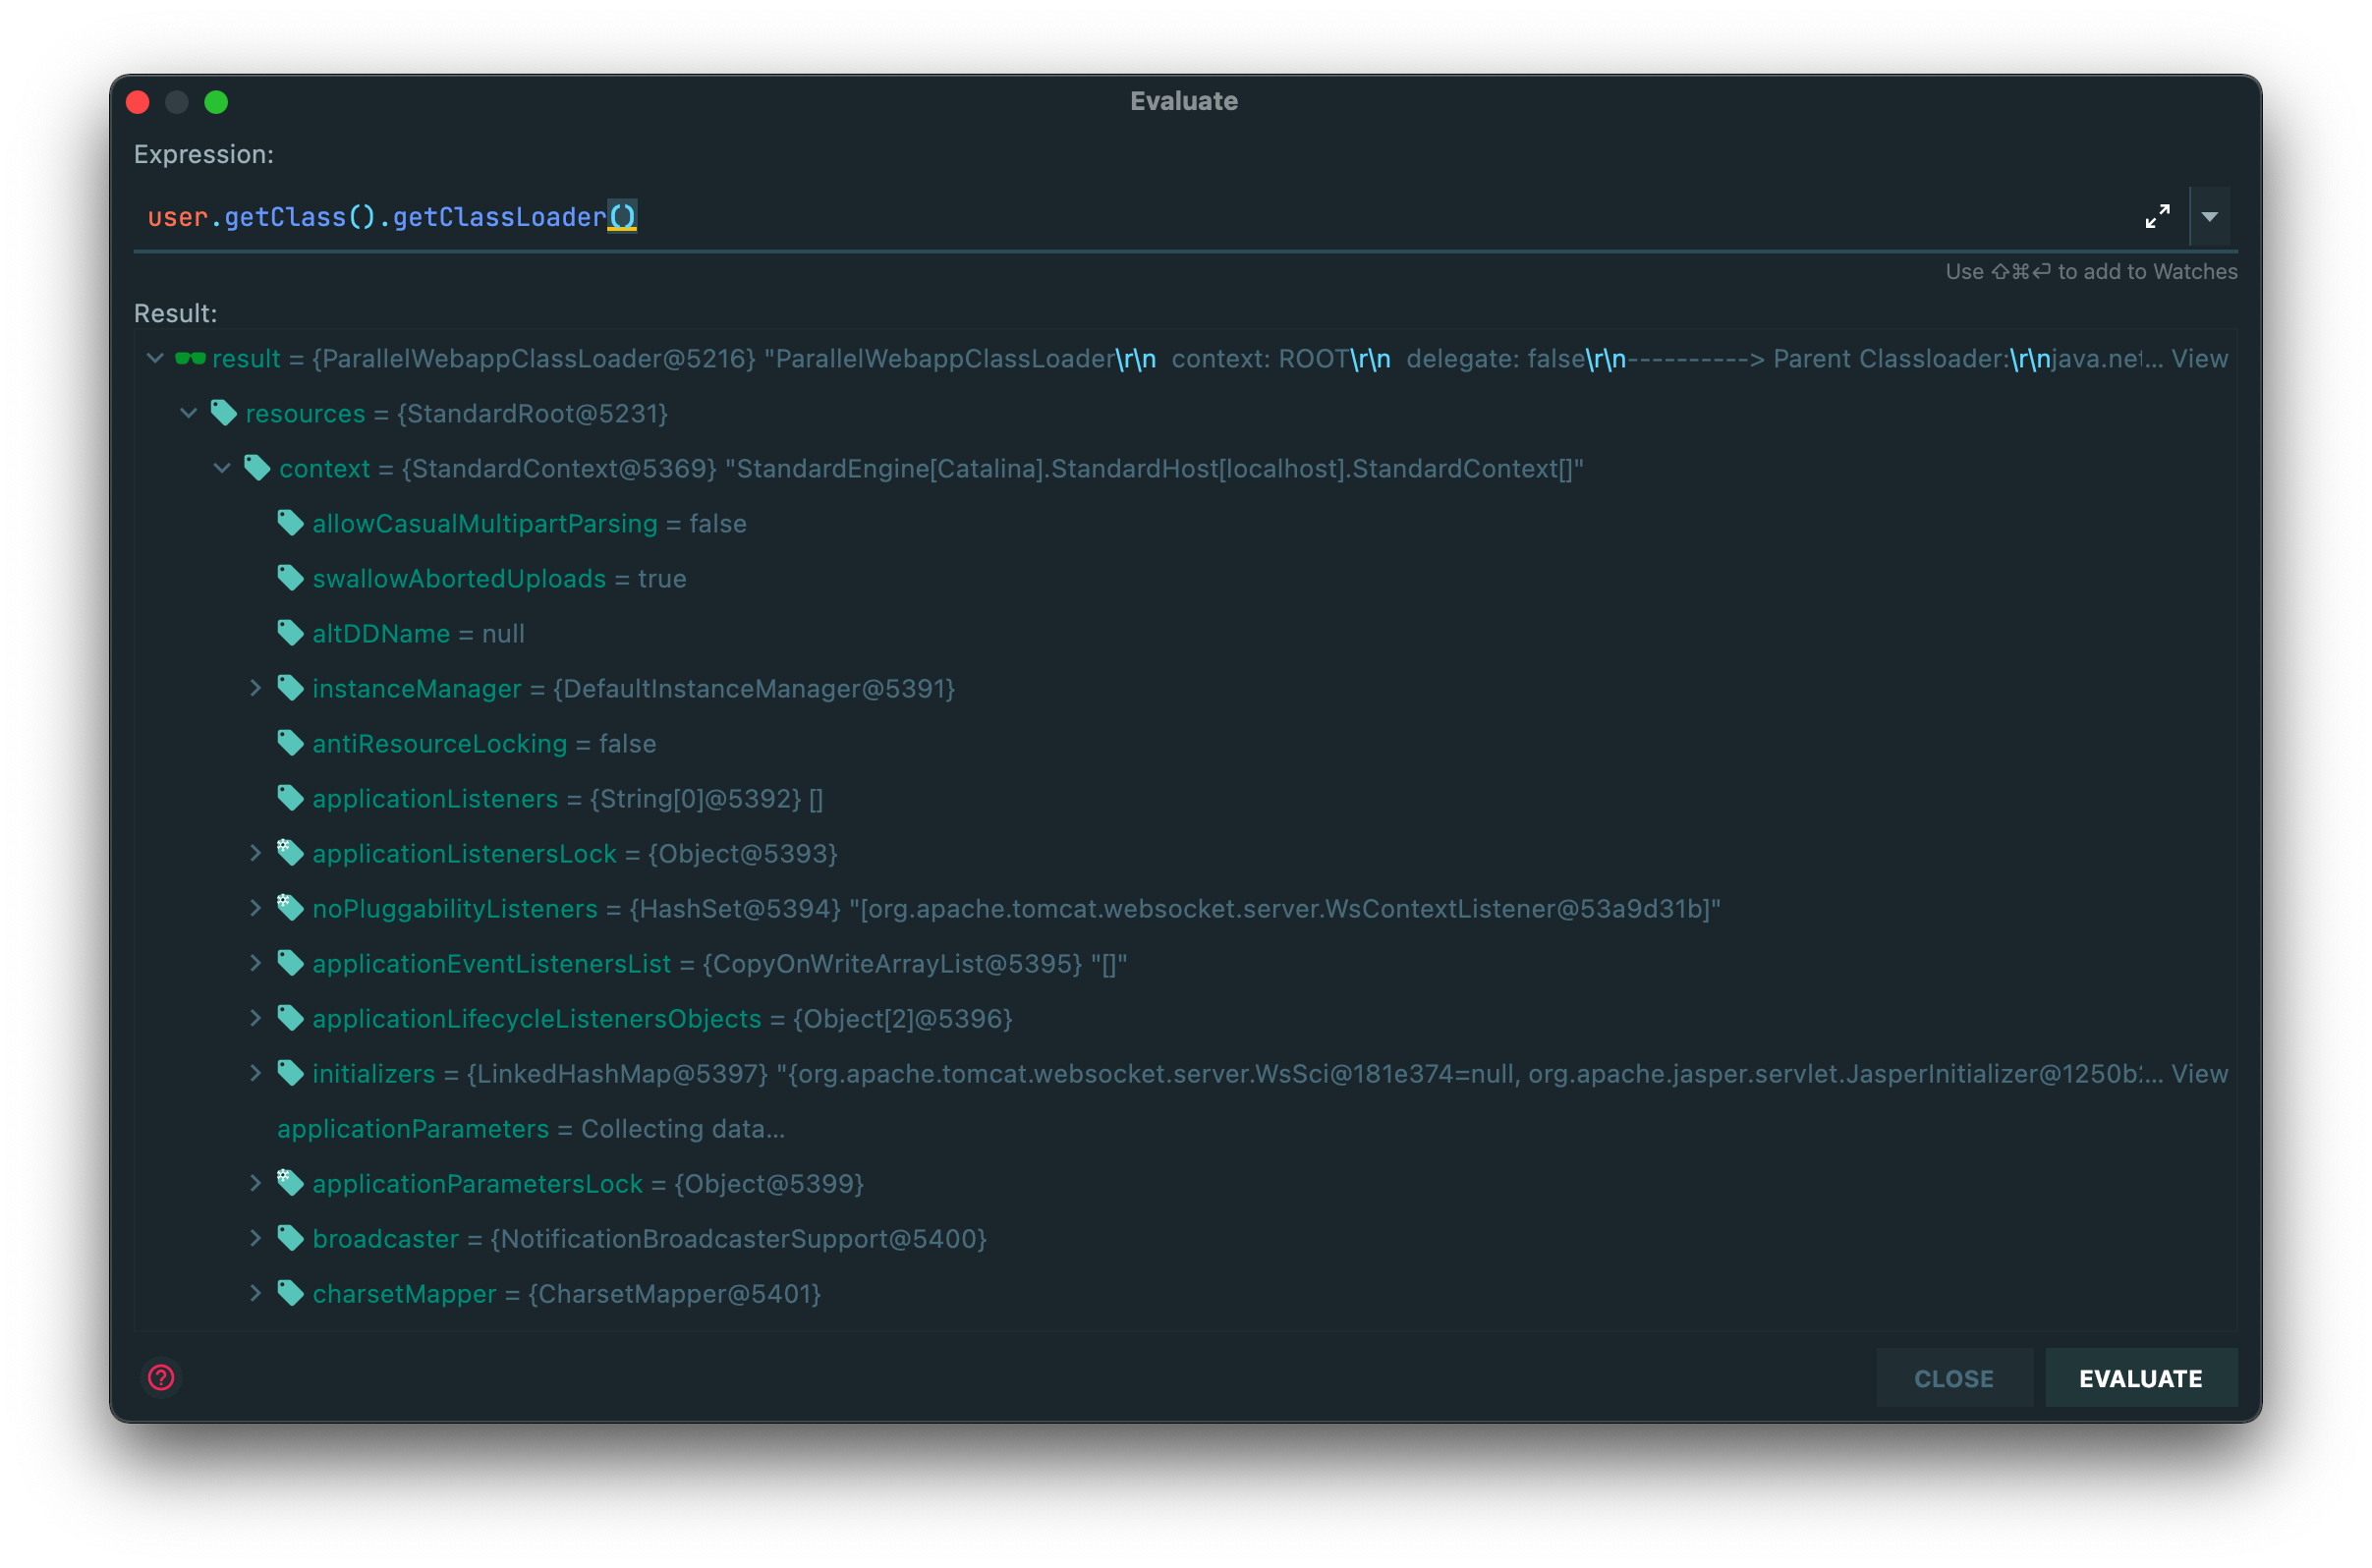 Evaluate
Expression:
user.getClass().getClassLoader()
Use ⇧⌘⏎ to add to Watches
Result:
result = {ParallelWebappClassLoader@5216} "ParallelWebappClassLoader\r\n  context: ROOT\r\n  delegate: false\r\n----------> Parent Classloader:\r\njava.net... View
resources = {StandardRoot@5231}
context = {StandardContext@5369} "StandardEngine[Catalina].StandardHost[localhost].StandardContext[]"
allowCasualMultipartParsing = false
swallowAbortedUploads = true
altDDName = null
instanceManager = {DefaultInstanceManager@5391}
antiResourceLocking = false
applicationListeners = {String[0]@5392} []
applicationListenersLock = {Object@5393}
noPluggabilityListeners = {HashSet@5394} "[org.apache.tomcat.websocket.server.WsContextListener@53a9d31b]"
applicationEventListenersList = {CopyOnWriteArrayList@5395} "[]"
applicationLifecycleListenersObjects = {Object[2]@5396}
initializers = {LinkedHashMap@5397} "{org.apache.tomcat.websocket.server.WsSci@181e374=null, org.apache.jasper.servlet.JasperInitializer@1250b... View
applicationParameters = Collecting data...
applicationParametersLock = {Object@5399}
broadcaster = {NotificationBroadcasterSupport@5400}
charsetMapper = {CharsetMapper@5401}
CLOSE
EVALUATE